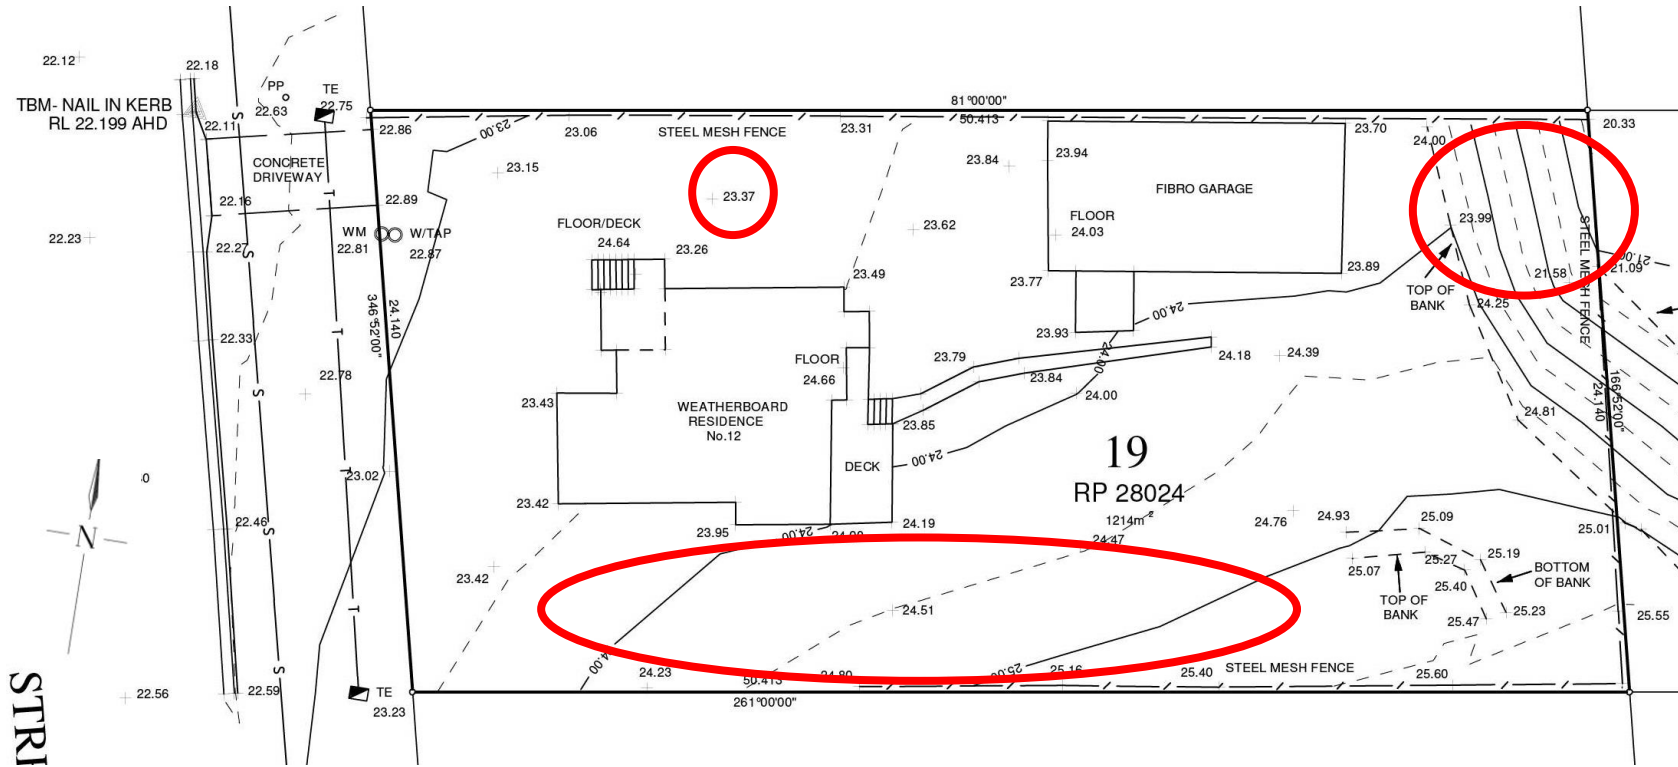 22.12
22.18
TBM- NAIL IN KERB
RL 22.199 AHD
PP
22.63
TE
22.75
22.11
22.86
S
23.00
23.06
STEEL MESH FENCE
81°00'00"
50.413
23.31
23.70
24.00
20.33
CONCRETE
DRIVEWAY
23.15
23.37
23.84
23.94
FIBRO GARAGE
22.16
T
22.89
FLOOR
24.03
23.99
22.23
22.27
S
WM
22.81
W/TAP
22.87
FLOOR/DECK
24.64
23.26
23.62
STEEL MESH FENCE
21.00
21.09
21.58
23.49
23.77
23.89
TOP OF
BANK
24.25
346°52'00"
24.140
22.33
T
24.00
23.93
FLOOR
24.66
23.79
24.00
24.18
24.39
22.78
S
23.84
24.00
166°52'00"
24.140
23.43
WEATHERBOARD
RESIDENCE
No.12
23.85
24.81
DECK
24.00
19
RP 28024
1214m²
T
23.02
23.42
23.95
24.00
24.19
24.76
24.93
25.09
25.01
22.46
S
N
24.47
23.42
25.07
25.27
25.19
25.40
BOTTOM
OF BANK
TOP OF
BANK
25.47
25.23
25.55
T
24.51
24.00
24.23
50.413
24.80
25.00
25.16
25.40
STEEL MESH FENCE
25.60
S
22.56
22.59
TE
23.23
261°00'00"